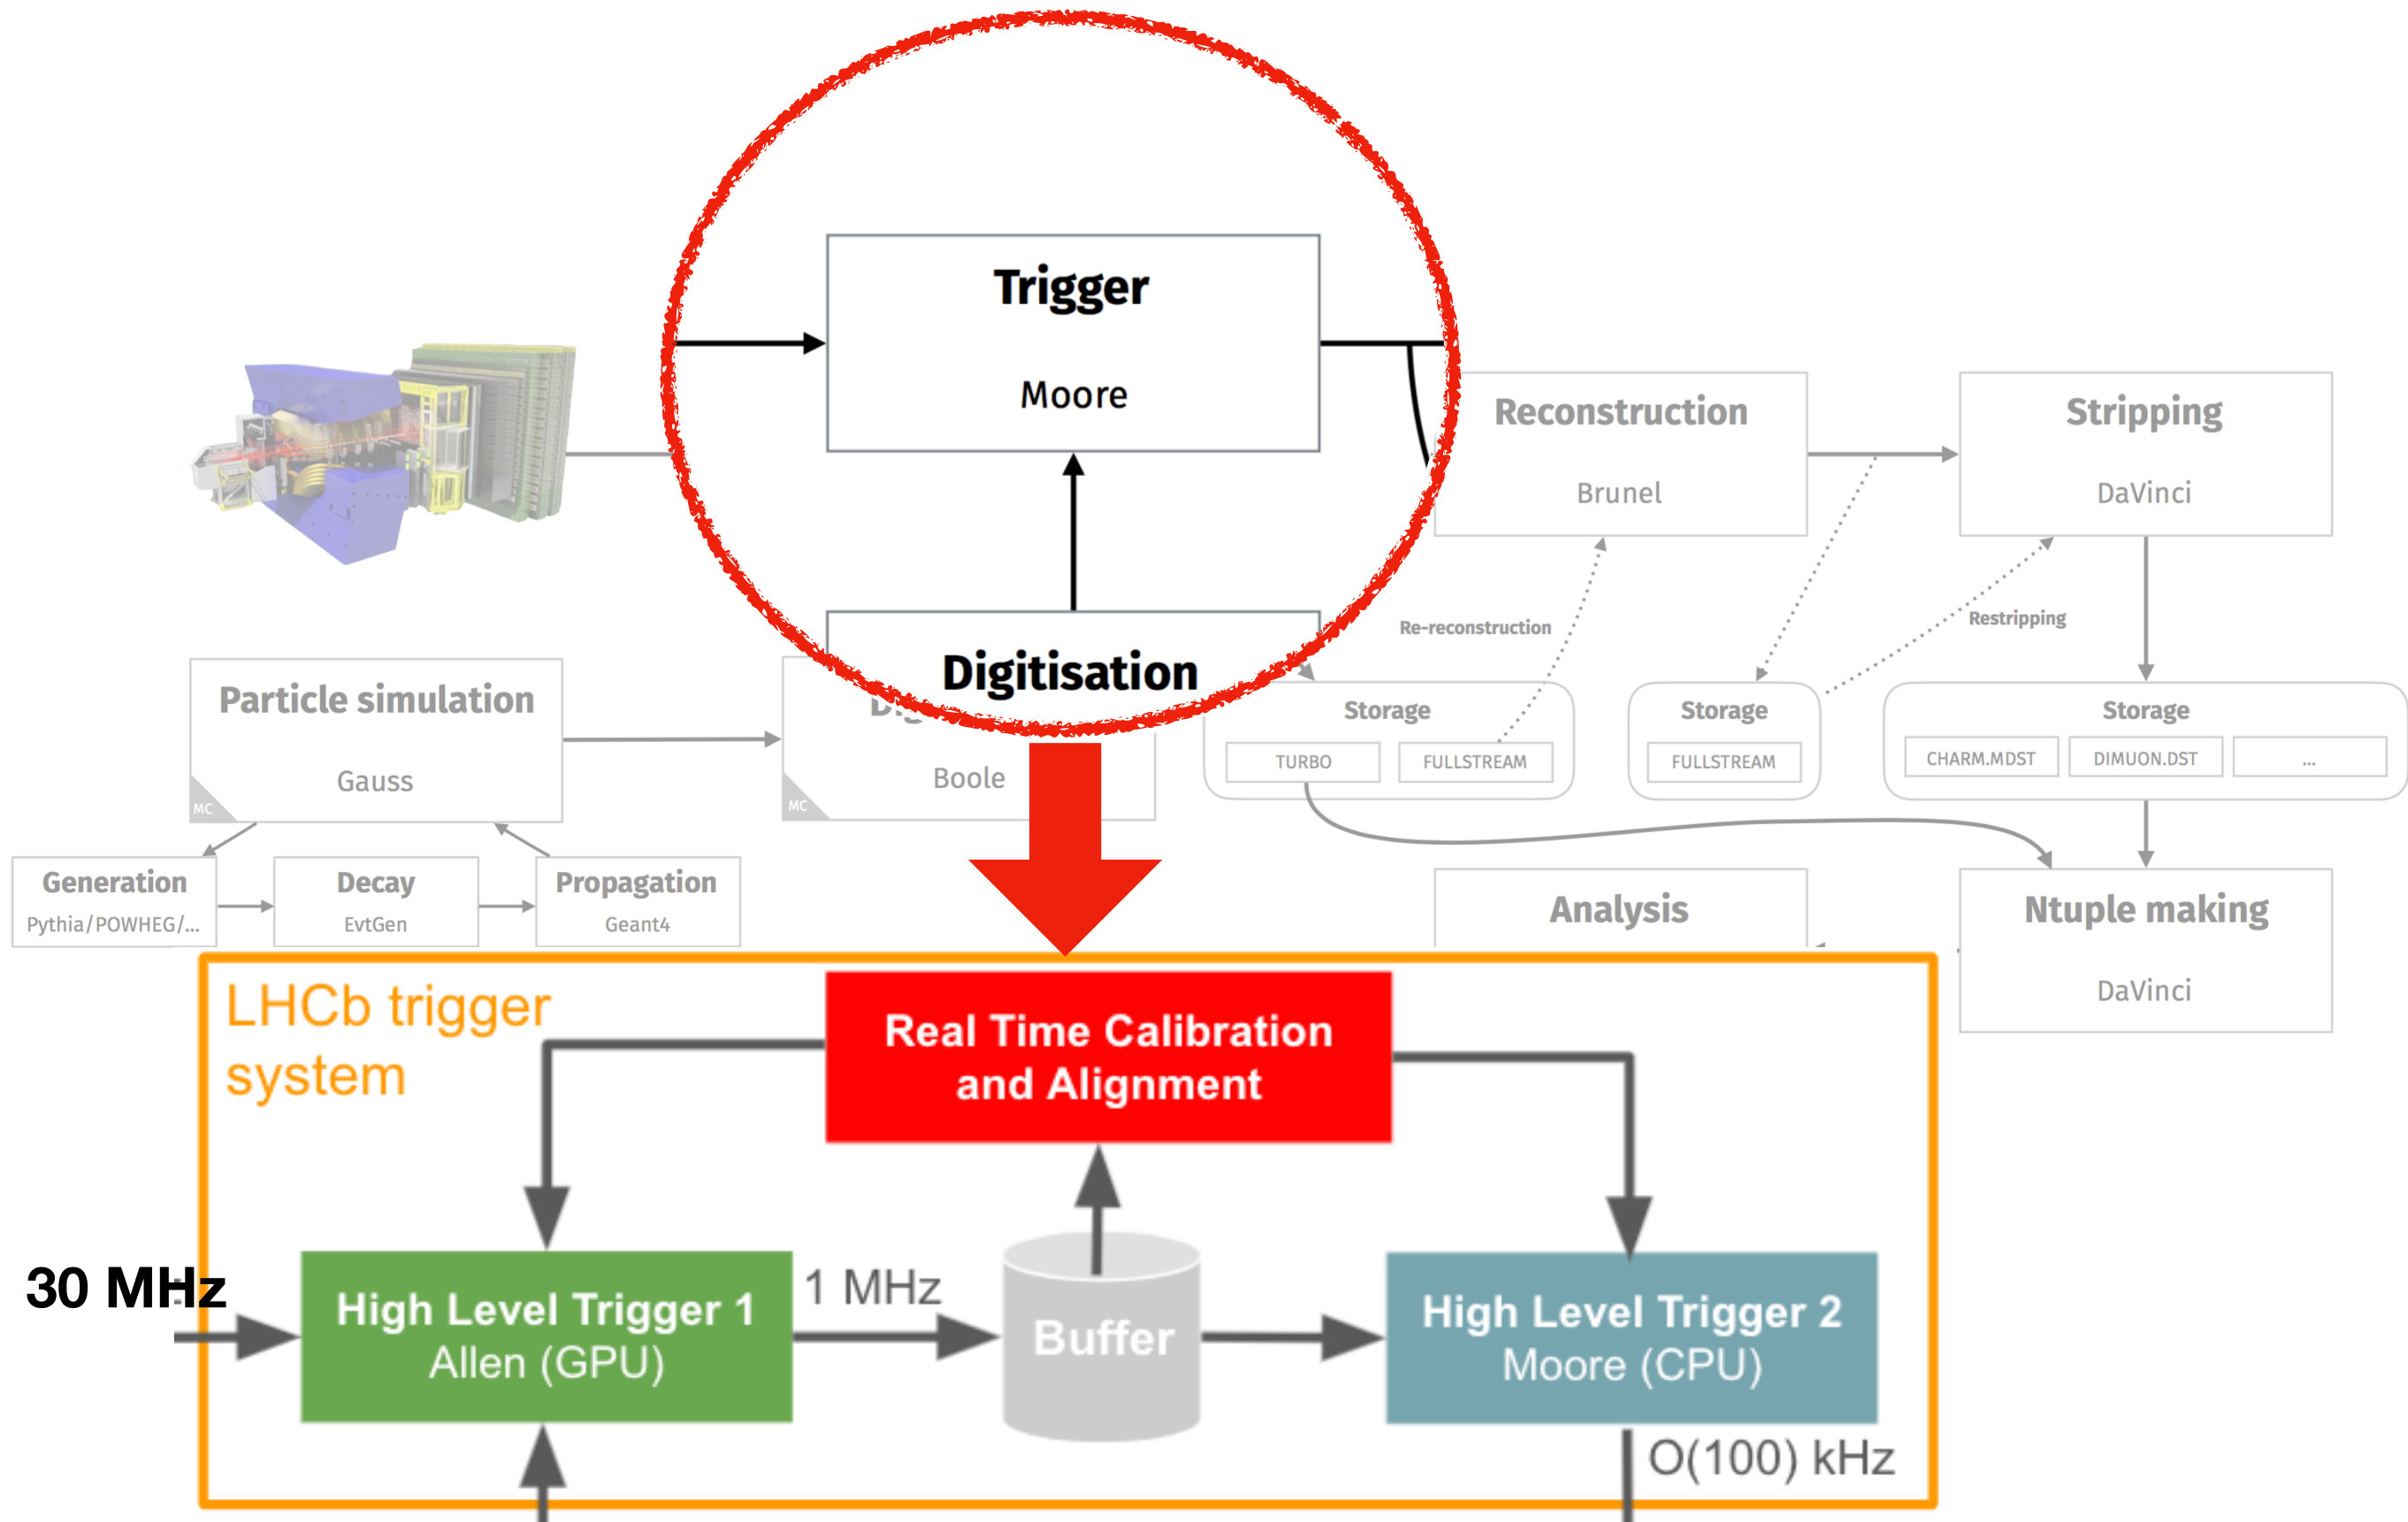 Trigger
Moore
Reconstruction
Brunel
Stripping
DaVinci
Re-reconstruction
Restripping
Digitisation
Particle simulation
Gauss
MC
Boole
MC
Storage
TURBO
FULLSTREAM
Storage
FULLSTREAM
Storage
CHARM.MDST
DIMUON.DST
...
Generation
Pythia/POWHEG/...
Decay
EvtGen
Propagation
Geant4
Analysis
Ntuple making
DaVinci
LHCb trigger
system
Real Time Calibration
and Alignment
30 MHz
High Level Trigger 1
Allen (GPU)
1 MHz
Buffer
High Level Trigger 2
Moore (CPU)
O(100) kHz